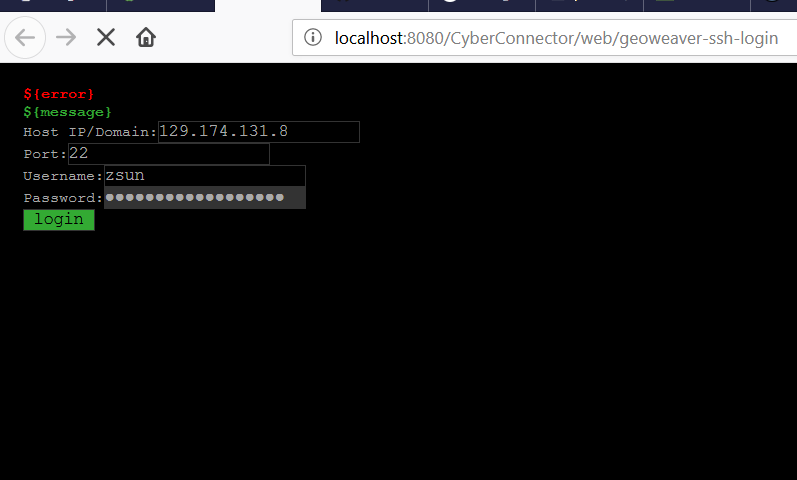 localhost:8080/CyberConnector/web/geoweaver-ssh-login
${error}
${message}
Host IP/Domain:129.174.131.8
Port:22
Username:zsun
Password:●●●●●●●●●●●●●●●●●●
login